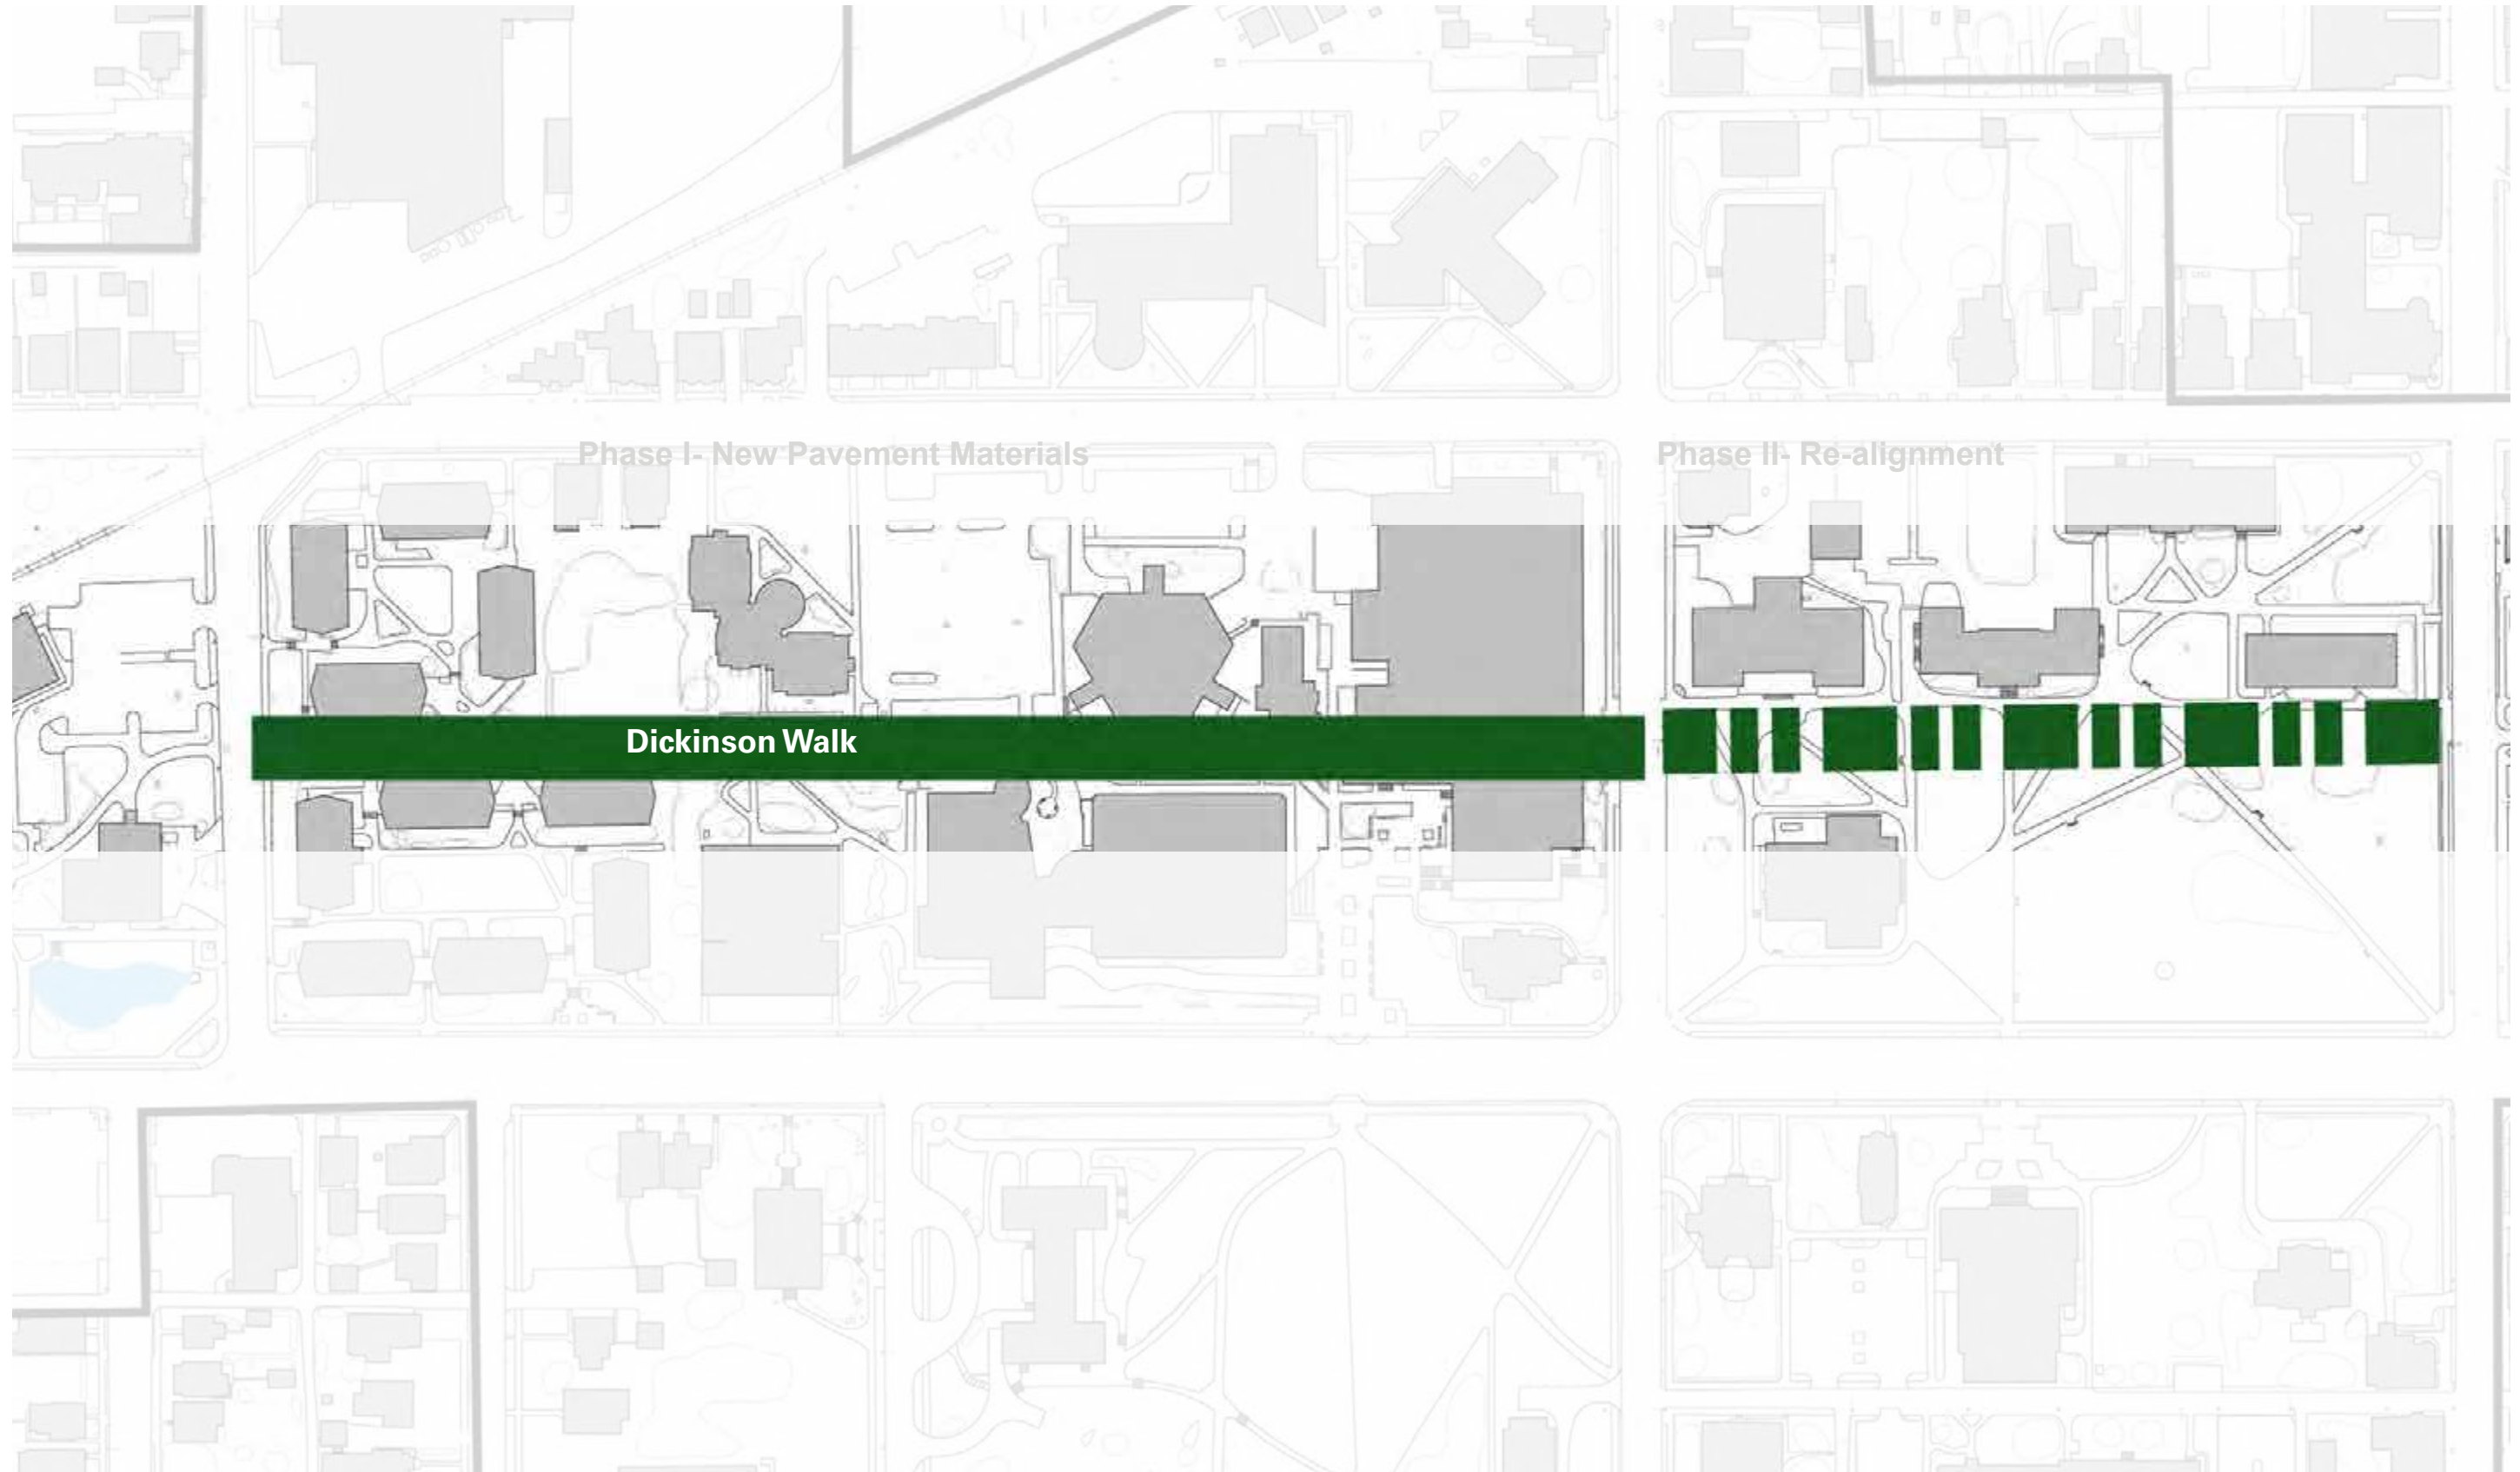 Phase I- New Pavement Materials
Phase II- Re-alignment
Dickinson Walk